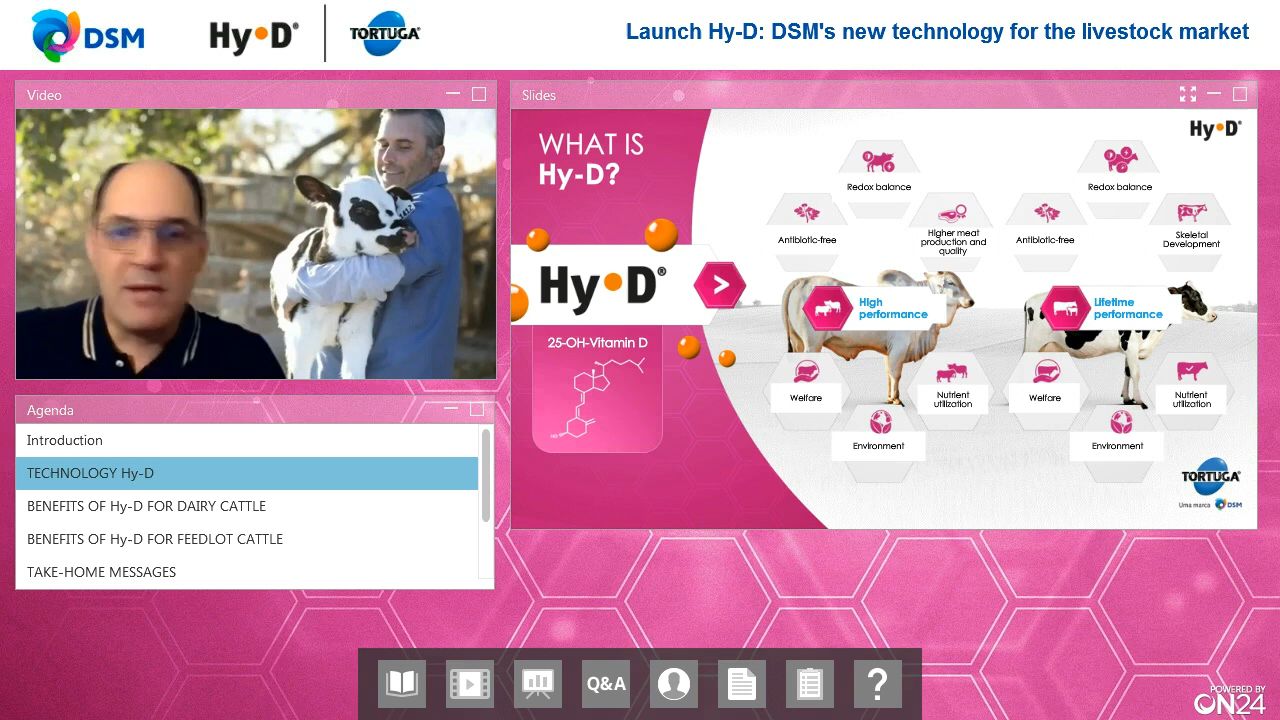 DSM
Hy•D®
TORTUGA®
Launch Hy-D: DSM's new technology for the livestock market
Video
Slides
WHAT IS
Hy-D?
Hy•D®
Redox balance
Redox balance
Antibiotic-free
Higher meat
production and
quality
Antibiotic-free
Skeletal
Development
Hy•D®
High
performance
Lifetime
performance
25-OH-Vitamin D
HO
Welfare
Nutrient
utilization
Welfare
Nutrient
utilization
Environment
Environment
TORTUGA®
Uma marca DSM
Agenda
Introduction
TECHNOLOGY Hy-D
BENEFITS OF Hy-D FOR DAIRY CATTLE
BENEFITS OF Hy-D FOR FEEDLOT CATTLE
TAKE-HOME MESSAGES
Q&A
?
POWERED BY
ON24